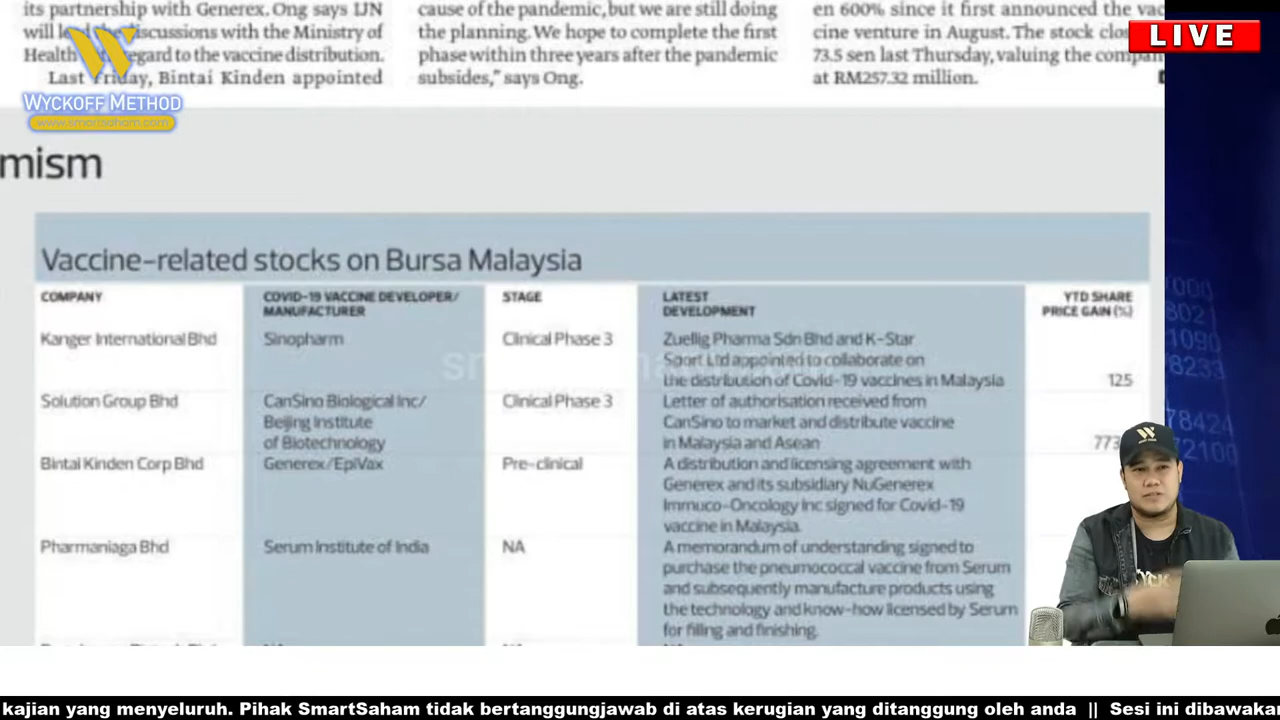 its partnership with Generex. Ong says IJN
will lead the discussions with the Ministry of
Health regard to the vaccine distribution.
Last Friday, Bintai Kinden appointed
cause of the pandemic, but we are still doing
the planning. We hope to complete the first
phase within three years after the pandemic
subsides,” says Ong.
en 600% since it first announced the vac-
cine venture in August. The stock
73.5 sen last Thursday, valuing the company
at RM257.32 million.
LIVE
W
WYCKOFF METHOD
www.smartsaham.com
mism
Vaccine-related stocks on Bursa Malaysia
COMPANY
COVID-19 VACCINE DEVELOPER/
MANUFACTURER
STAGE
LATEST
DEVELOPMENT
YTD SHARE
PRICE GAIN (%)
Kanger International Bhd
Sinopharm
Clinical Phase 3
Zuellig Pharma Sdn Bhd and K-Star
Sport Ltd appointed to collaborate on
the distribution of Covid-19 vaccines in Malaysia
125
Solution Group Bhd
CanSino Biological Inc/
Beijing Institute
of Biotechnology
Clinical Phase 3
Letter of authorisation received from
CanSino to market and distribute vaccine
in Malaysia and Asean
773
Bintai Kinden Corp Bhd
Generex/EpiVax
Pre-clinical
A distribution and licensing agreement with
Generex and its subsidiary NuGenerex
Immuco-Oncology Inc signed for Covid-19
vaccine in Malaysia.
Pharmaniaga Bhd
Serum Institute of India
NA
A memorandum of understanding signed to
purchase the pneumococcal vaccine from Serum
and subsequently manufacture products using
the technology and know-how licensed by Serum
for filling and finishing.
kajian yang menyeluruh. Pihak SmartSaham tidak bertanggungjawab di atas kerugian yang ditanggung oleh anda || Sesi ini dibawakan